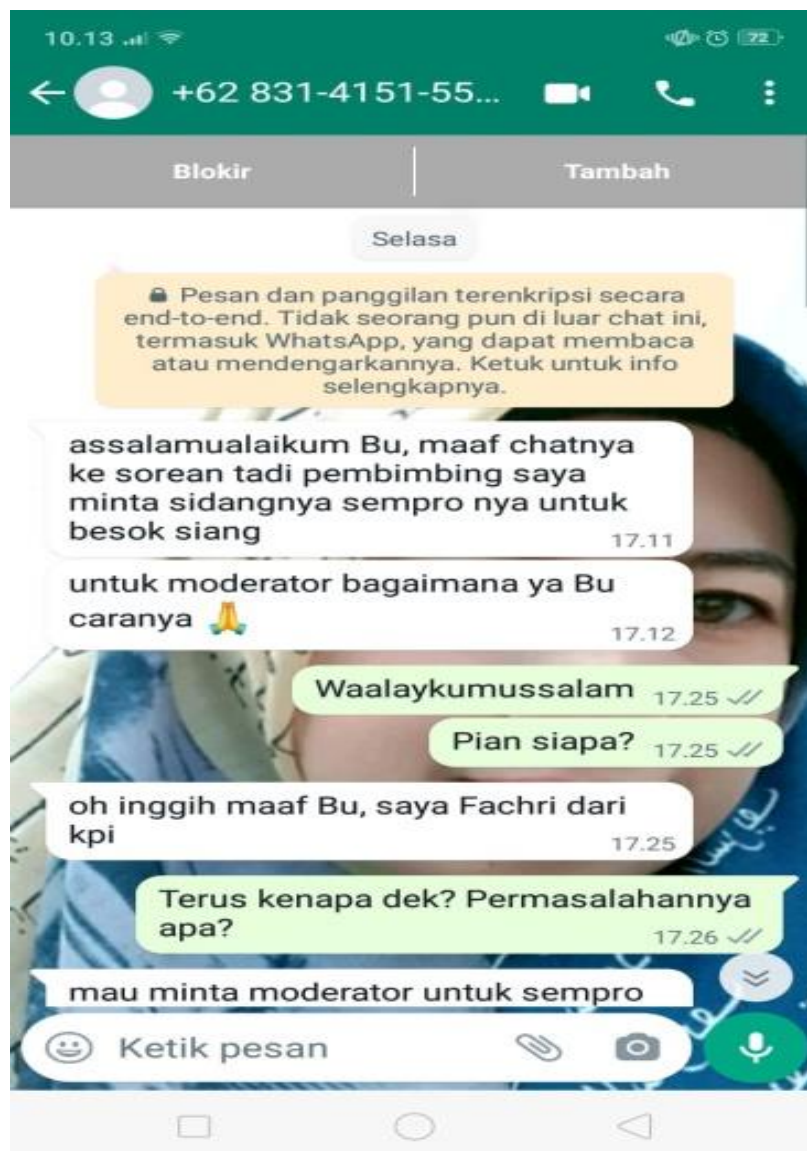 10.13
72
+62 831-4151-55...
Blokir
Tambah
Selasa
Pesan dan panggilan terenkripsi secara
end-to-end. Tidak seorang pun di luar chat ini,
termasuk WhatsApp, yang dapat membaca
atau mendengarkannya. Ketuk untuk info
selengkapnya.
assalamualaikum Bu, maaf chatnya
ke sorean tadi pembimbing saya
minta sidangnya sempro nya untuk
besok siang
17.11
untuk moderator bagaimana ya Bu
caranya 🙏
17.12
Waalaykumussalam 17.25
Pian siapa? 17.25
oh inggih maaf Bu, saya Fachri dari
kpi
17.25
Terus kenapa dek? Permasalahannya
apa?
17.26
mau minta moderator untuk sempro
Ketik pesan